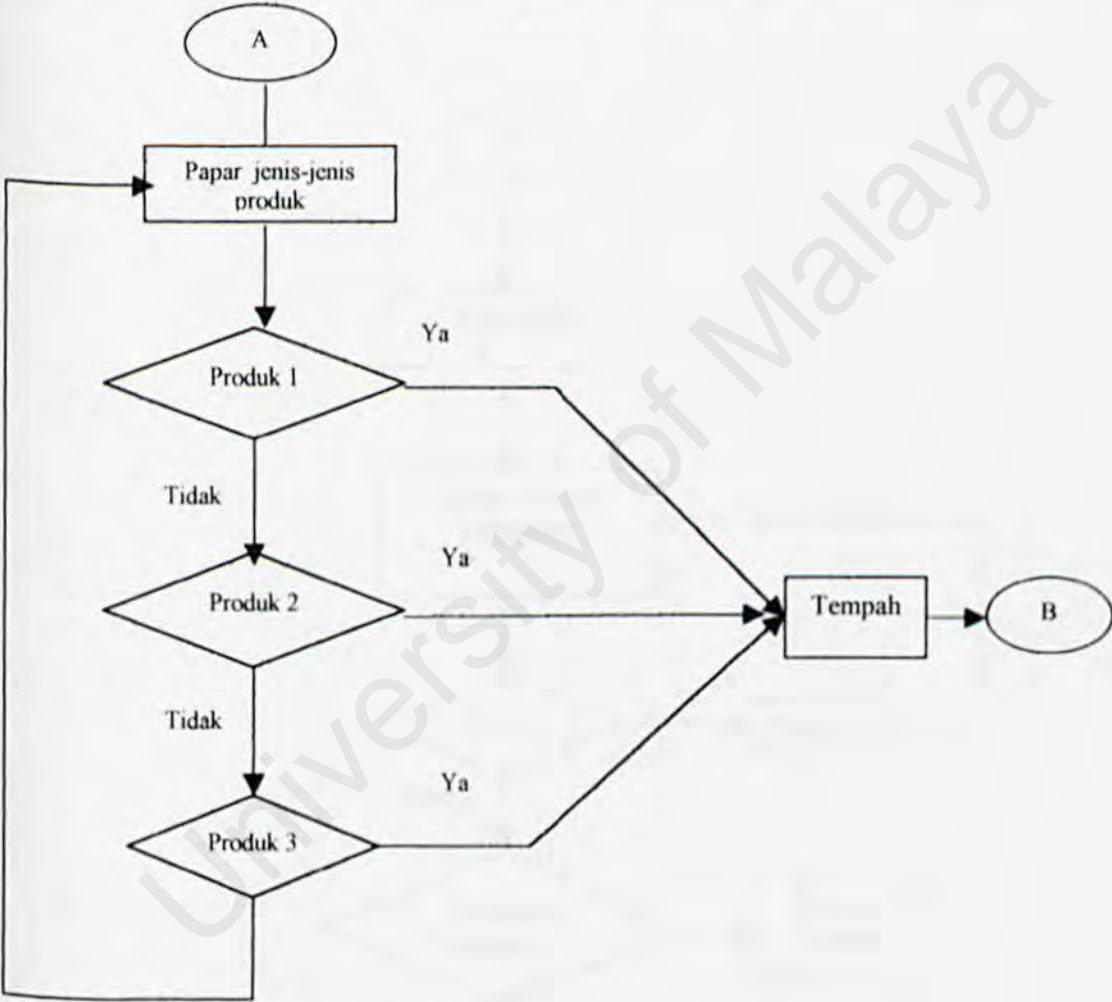 A
Papar jenis-jenis
produk
Ya
Produk 1
Tidak
Ya
Produk 2
Tempah
B
Tidak
Ya
Produk 3
University of Malaya